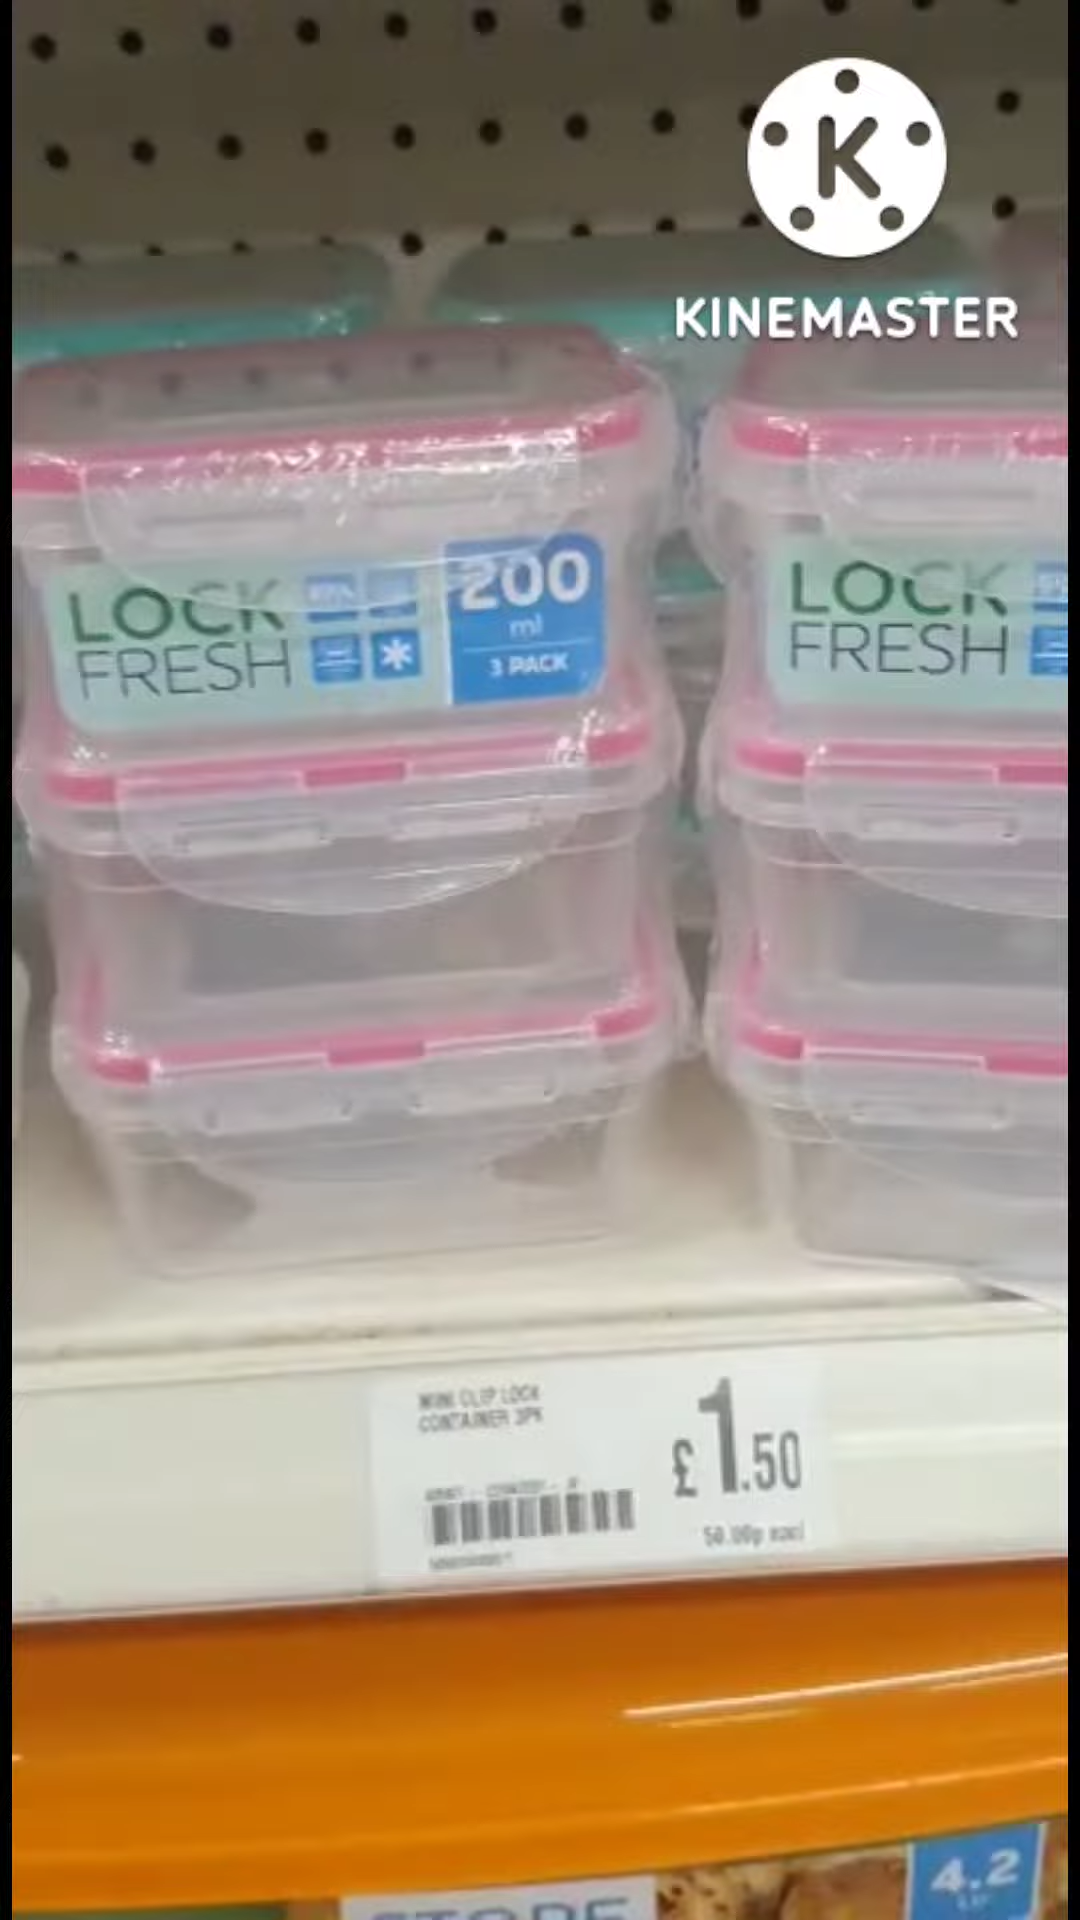 K
KINEMASTER
LOCK
FRESH
200
ml
3 PACK
LOCK
FRESH
MINI CLIP LOCK
CONTAINER 3PK
£1.50
50.00p each
4.2
STORE